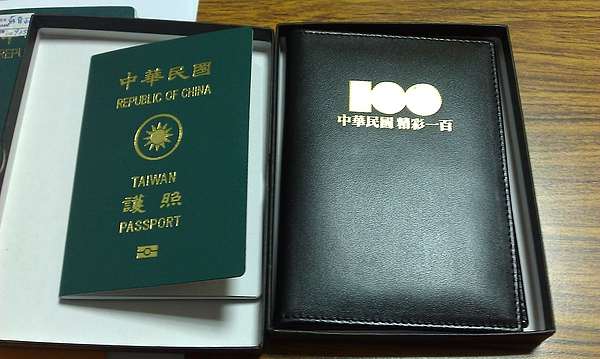 中華民國
REPUBLIC OF CHINA
TAIWAN
護照
PASSPORT
100
中華民國 精彩一百